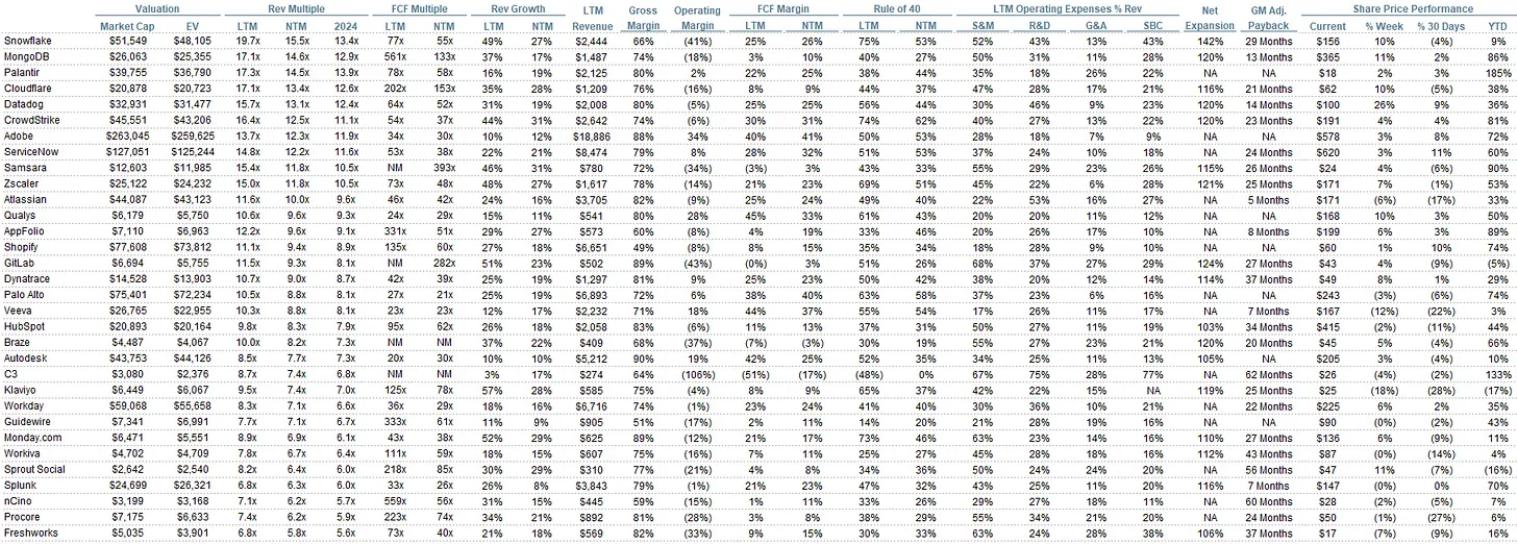 Valuation Rev Multiple FCF Multiple Rev Growth LTM Gross Operating FCF Margin Rule of 40 LTM Operating Expenses % Rev Net GM Adj. Share Price Performance
Market Cap EV LTM NTM 2024 LTM NTM LTM NTM Revenue Margin Margin LTM NTM LTM NTM S&M R&D G&A SBC Expansion Payback Current % Week % 30 Days YTD
Snowflake $51,549 $48,105 19.7x 15.5x 13.4x 77x 55x 49% 27% $2,444 66% (41%) 25% 26% 75% 53% 52% 43% 13% 43% 142% 29 Months $156 10% (4%) 9%
MongoDB $26,063 $25,355 17.1x 14.6x 12.9x 561x 133x 37% 17% $1,487 74% (18%) 3% 10% 40% 27% 50% 31% 11% 28% 120% 13 Months $365 11% 2% 86%
Palantir $39,755 $36,790 17.3x 14.5x 13.9x 78x 58x 16% 19% $2,125 80% 2% 22% 25% 38% 44% 35% 18% 26% 22% NA NA $18 2% 3% 185%
Cloudflare $20,878 $20,723 17.1x 13.4x 12.6x 202x 153x 35% 28% $1,209 76% (16%) 8% 9% 44% 37% 47% 28% 17% 21% 116% 21 Months $62 10% (5%) 38%
Datadog $32,931 $31,477 15.7x 13.1x 12.4x 64x 52x 31% 19% $2,008 80% (5%) 25% 25% 56% 44% 30% 46% 9% 23% 120% 14 Months $100 26% 9% 36%
CrowdStrike $45,551 $43,206 16.4x 12.5x 11.1x 54x 37x 44% 31% $2,642 74% (6%) 30% 31% 74% 62% 40% 27% 13% 22% 120% 23 Months $191 4% 4% 81%
Adobe $263,045 $259,625 13.7x 12.3x 11.9x 34x 30x 10% 12% $18,886 88% 34% 40% 41% 50% 53% 28% 18% 7% 9% NA NA $578 3% 8% 72%
ServiceNow $127,051 $125,244 14.8x 12.2x 11.6x 53x 38x 22% 21% $8,474 79% 8% 28% 32% 51% 53% 37% 24% 10% 18% NA 24 Months $620 3% 11% 60%
Samsara $12,603 $11,985 15.4x 11.8x 10.5x NM 393x 46% 31% $780 72% (34%) (3%) 3% 43% 33% 55% 29% 23% 26% 115% 26 Months $24 4% (6%) 90%
Zscaler $25,122 $24,232 15.0x 11.8x 10.5x 73x 48x 48% 27% $1,617 78% (14%) 21% 23% 69% 51% 45% 22% 6% 28% 121% 25 Months $171 7% (1%) 53%
Atlassian $44,087 $43,123 11.6x 10.0x 9.6x 46x 42x 24% 16% $3,705 82% (9%) 25% 24% 49% 40% 22% 53% 16% 27% NA 5 Months $171 (6%) (17%) 33%
Qualys $6,179 $5,750 10.6x 9.6x 9.3x 24x 29x 15% 11% $541 80% 28% 45% 33% 61% 43% 20% 20% 11% 12% NA NA $168 10% 3% 50%
AppFolio $7,110 $6,963 12.2x 9.6x 9.1x 331x 51x 29% 27% $573 60% (8%) 4% 19% 33% 46% 20% 26% 17% 10% NA 8 Months $199 6% 3% 89%
Shopify $77,608 $73,812 11.1x 9.4x 8.9x 135x 60x 27% 18% $6,651 49% (8%) 8% 15% 35% 34% 18% 28% 9% 10% NA NA $60 1% 10% 74%
GitLab $6,694 $5,755 11.5x 9.3x 8.1x NM 282x 51% 23% $502 89% (43%) (0%) 3% 51% 26% 68% 37% 27% 29% 124% 27 Months $43 4% (9%) (5%)
Dynatrace $14,528 $13,903 10.7x 9.0x 8.7x 42x 39x 25% 19% $1,297 81% 9% 25% 23% 50% 42% 36% 20% 12% 14% 114% 37 Months $49 8% 1% 29%
Palo Alto $75,401 $72,234 10.5x 8.8x 8.1x 27x 21x 25% 19% $6,893 72% 6% 38% 40% 63% 58% 37% 23% 6% 16% NA NA $243 (3%) (6%) 74%
Veeva $26,765 $22,955 10.3x 8.8x 8.1x 23x 23x 12% 17% $2,232 71% 18% 44% 37% 55% 54% 17% 26% 11% 17% NA 7 Months $167 (12%) (22%) 3%
HubSpot $20,893 $20,164 9.8x 8.3x 7.9x 95x 62x 26% 18% $2,058 83% (6%) 11% 13% 37% 31% 50% 27% 11% 19% 103% 34 Months $415 (2%) (11%) 44%
Braze $4,487 $4,067 10.0x 8.2x 7.3x NM NM 37% 22% $409 68% (37%) (7%) (3%) 30% 18% 55% 27% 23% 21% 120% 20 Months $45 5% (4%) 66%
Autodesk $43,753 $44,126 8.5x 7.7x 7.3x 20x 30x 10% 10% $5,212 90% 19% 42% 25% 52% 35% 34% 25% 11% 13% 105% NA $205 3% (4%) 10%
C3 $3,080 $2,376 8.7x 7.4x 6.8x NM NM 3% 17% $274 64% (106%) (51%) (17%) (48%) 0% 67% 75% 28% 77% NA 62 Months $26 (4%) (2%) 133%
Klaviyo $6,449 $6,067 9.5x 7.4x 7.0x 125x 78x 57% 28% $585 75% (4%) 8% 9% 65% 37% 42% 22% 15% NA 119% 25 Months $25 (18%) (28%) (17%)
Workday $59,068 $55,658 8.3x 7.1x 6.6x 36x 29x 18% 16% $6,716 74% (1%) 23% 24% 41% 40% 30% 36% 10% 21% NA 22 Months $225 6% 2% 35%
Guidewire $7,341 $6,991 7.7x 7.1x 6.7x 333x 61x 11% 9% $905 51% (17%) 2% 11% 14% 20% 21% 28% 19% 16% NA NA $90 (0%) (2%) 43%
Monday.com $6,471 $5,551 8.9x 6.9x 6.1x 43x 38x 52% 29% $625 89% (12%) 21% 17% 73% 46% 63% 23% 14% 16% 110% 27 Months $136 6% (9%) 11%
Workiva $4,702 $4,709 7.8x 6.7x 6.4x 111x 59x 18% 15% $607 75% (16%) 7% 11% 25% 27% 45% 28% 18% 16% 112% 43 Months $87 (0%) (14%) 4%
Sprout Social $2,642 $2,540 8.2x 6.4x 6.0x 218x 85x 30% 29% $310 77% (21%) 4% 8% 34% 36% 50% 24% 24% 20% NA 56 Months $47 11% (7%) (16%)
Splunk $24,699 $26,321 6.8x 6.3x 6.0x 33x 26x 26% 8% $3,843 79% (1%) 21% 23% 47% 32% 43% 25% 11% 20% 116% 7 Months $147 (0%) 0% 70%
nCino $3,199 $3,168 7.1x 6.2x 5.7x 559x 56x 31% 15% $445 59% (15%) 1% 11% 33% 26% 29% 27% 18% 11% NA 60 Months $28 (2%) (5%) 7%
Procore $7,175 $6,633 7.4x 6.2x 5.9x 223x 74x 34% 21% $892 81% (28%) 3% 8% 38% 29% 55% 34% 21% 20% NA 24 Months $50 (1%) (27%) 6%
Freshworks $5,035 $3,901 6.8x 5.8x 5.6x 73x 40x 21% 18% $569 82% (33%) 9% 15% 30% 33% 63% 24% 28% 38% 106% 37 Months $17 (7%) (9%) 16%